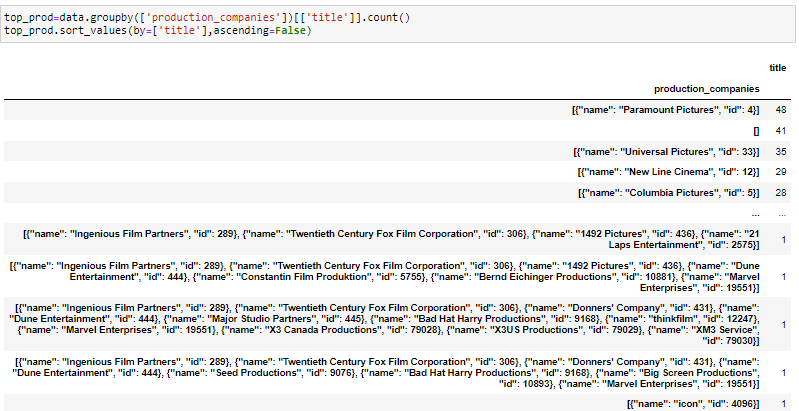 top_prod=data.groupby(['production_companies'])[['title']].count()
top_prod.sort_values(by=['title'],ascending=False)
title
production_companies
[{"name": "Paramount Pictures", "id": 4}] 48
[] 41
[{"name": "Universal Pictures", "id": 33}] 35
[{"name": "New Line Cinema", "id": 12}] 29
[{"name": "Columbia Pictures", "id": 5}] 28
... ...
[{"name": "Ingenious Film Partners", "id": 289}, {"name": "Twentieth Century Fox Film Corporation", "id": 306}, {"name": "1492 Pictures", "id": 436}, {"name": "21
Laps Entertainment", "id": 2575}] 1
[{"name": "Ingenious Film Partners", "id": 289}, {"name": "Twentieth Century Fox Film Corporation", "id": 306}, {"name": "1492 Pictures", "id": 436}, {"name": "Dune
Entertainment", "id": 444}, {"name": "Constantin Film Produktion", "id": 5755}, {"name": "Bernd Eichinger Productions", "id": 10881}, {"name": "Marvel 1
Enterprises", "id": 19551}]
[{"name": "Ingenious Film Partners", "id": 289}, {"name": "Twentieth Century Fox Film Corporation", "id": 306}, {"name": "Donners' Company", "id": 431}, {"name":
"Dune Entertainment", "id": 444}, {"name": "Major Studio Partners", "id": 445}, {"name": "Bad Hat Harry Productions", "id": 9168}, {"name": "thinkfilm", "id": 12247},
{"name": "Marvel Enterprises", "id": 19551}, {"name": "X3 Canada Productions", "id": 79028}, {"name": "X3US Productions", "id": 79029}, {"name": "XM3 Service", 1
"id": 79030}]
[{"name": "Ingenious Film Partners", "id": 289}, {"name": "Twentieth Century Fox Film Corporation", "id": 306}, {"name": "Donners' Company", "id": 431}, {"name":
"Dune Entertainment", "id": 444}, {"name": "Seed Productions", "id": 9076}, {"name": "Bad Hat Harry Productions", "id": 9168}, {"name": "Big Screen Productions", 1
"id": 10893}, {"name": "Marvel Enterprises", "id": 19551}]
[{"name": "icon", "id": 4096}] 1